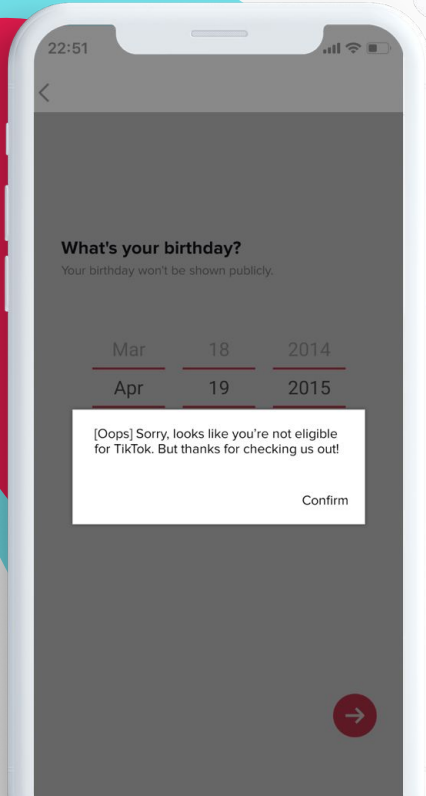 22:51
What's your birthday?
Your birthday won't be shown publicly.
Mar 18 2014
Apr 19 2015
[Oops] Sorry, looks like you're not eligible
for TikTok. But thanks for checking us out!
Confirm